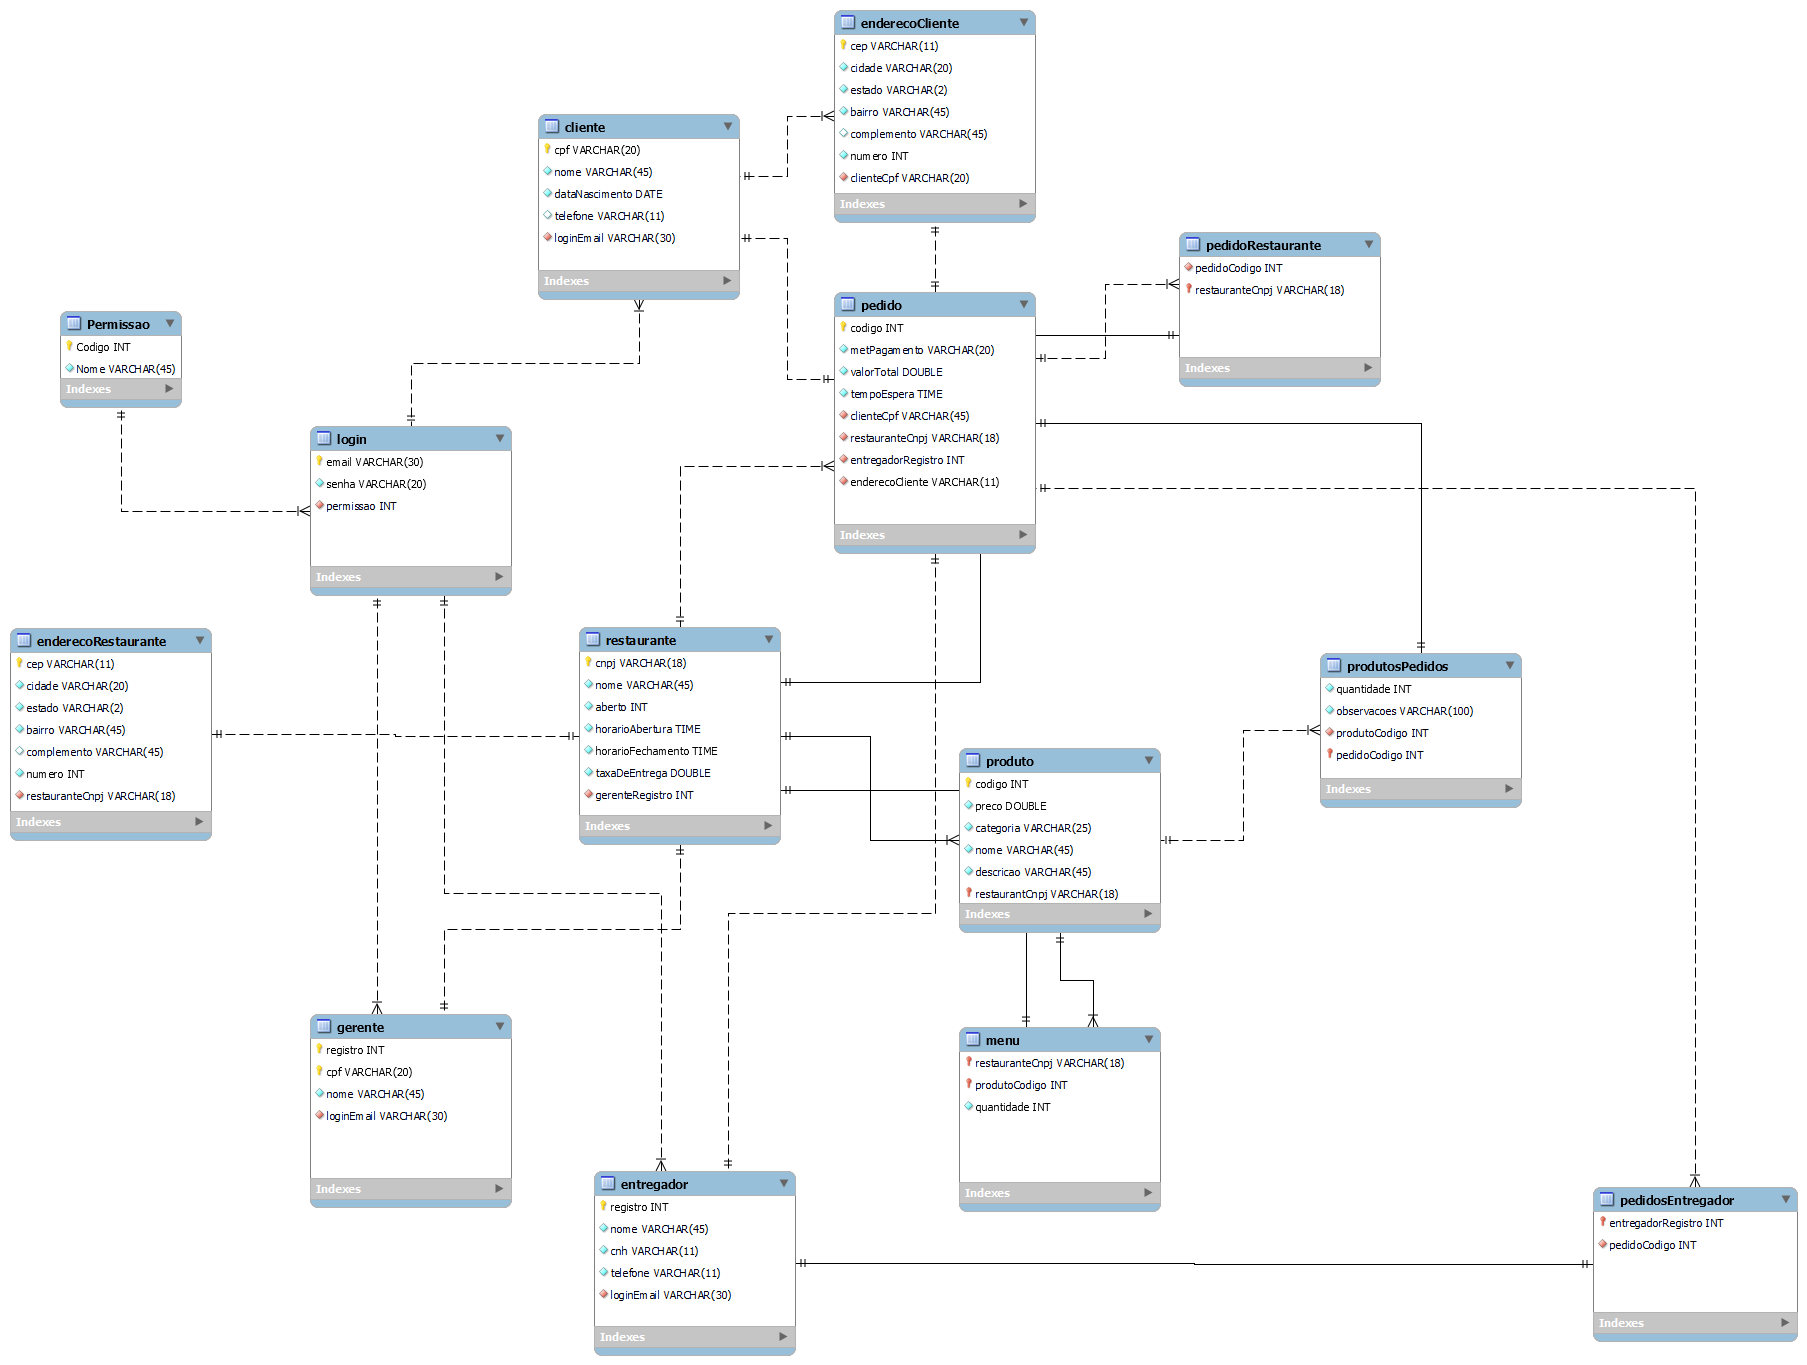 enderecoCliente
cep VARCHAR(11)
cidade VARCHAR(20)
estado VARCHAR(2)
bairro VARCHAR(45)
complemento VARCHAR(45)
numero INT
clienteCpf VARCHAR(20)
Indexes
cliente
cpf VARCHAR(20)
nome VARCHAR(45)
dataNascimento DATE
telefone VARCHAR(11)
loginEmail VARCHAR(30)
Indexes
pedidoRestaurante
pedidoCodigo INT
restauranteCnpj VARCHAR(18)
Indexes
pedido
codigo INT
metPagamento VARCHAR(20)
valorTotal DOUBLE
tempoEspera TIME
clienteCpf VARCHAR(45)
restauranteCnpj VARCHAR(18)
entregadorRegistro INT
enderecoCliente VARCHAR(11)
Indexes
Permissao
Codigo INT
Nome VARCHAR(45)
Indexes
login
email VARCHAR(30)
senha VARCHAR(20)
permissao INT
Indexes
enderecoRestaurante
cep VARCHAR(11)
cidade VARCHAR(20)
estado VARCHAR(2)
bairro VARCHAR(45)
complemento VARCHAR(45)
numero INT
restauranteCnpj VARCHAR(18)
Indexes
restaurante
cnpj VARCHAR(18)
nome VARCHAR(45)
aberto INT
horarioAbertura TIME
horarioFechamento TIME
taxaDeEntrega DOUBLE
gerenteRegistro INT
Indexes
produtosPedidos
quantidade INT
observacoes VARCHAR(100)
produtoCodigo INT
pedidoCodigo INT
Indexes
produto
codigo INT
preco DOUBLE
categoria VARCHAR(25)
nome VARCHAR(45)
descricao VARCHAR(45)
restaurantCnpj VARCHAR(18)
Indexes
gerente
registro INT
cpf VARCHAR(20)
nome VARCHAR(45)
loginEmail VARCHAR(30)
Indexes
menu
restauranteCnpj VARCHAR(18)
produtoCodigo INT
quantidade INT
Indexes
entregador
registro INT
nome VARCHAR(45)
cnh VARCHAR(11)
telefone VARCHAR(11)
loginEmail VARCHAR(30)
Indexes
pedidosEntregador
entregadorRegistro INT
pedidoCodigo INT
Indexes